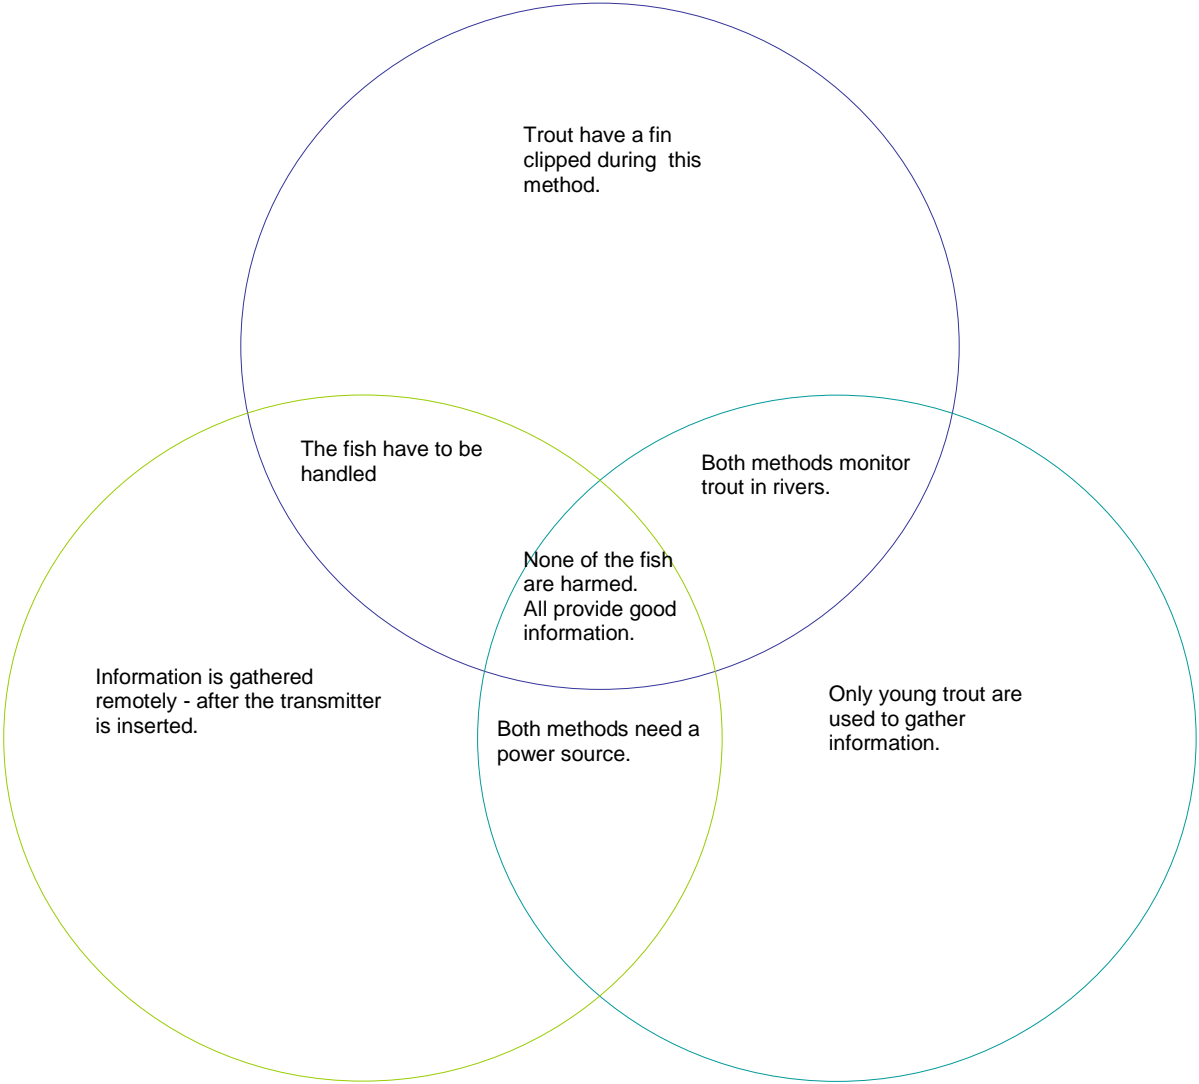 Trout have a fin
clipped during  this
method.
The fish have to be
handled
Both methods monitor
trout in rivers.
None of the fish
are harmed.
All provide good
information.
Information is gathered
remotely - after the transmitter
is inserted.
Both methods need a
power source.
Only young trout are
used to gather
information.